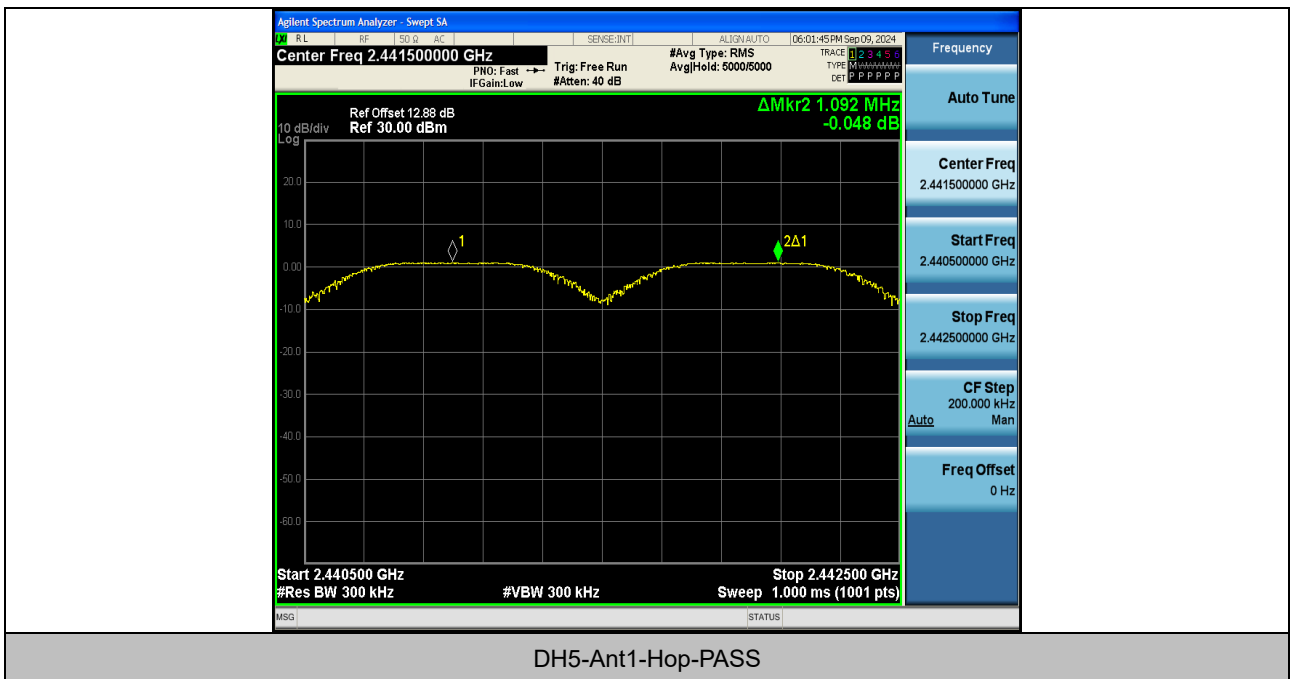 Agilent Spectrum Analyzer - Swept SA
LXI RL RF 50 Ω AC SENSE:INT ALIGN AUTO 06:01:45 PM Sep 09, 2024
Center Freq 2.441500000 GHz
PNO: Fast
IFGain:Low
Trig: Free Run
#Atten: 40 dB
#Avg Type: RMS
Avg|Hold: 5000/5000
TRACE 1 2 3 4 5 6
TYPE M WWWWW
DET P P P P P P
ΔMkr2 1.092 MHz
-0.048 dB
Ref Offset 12.88 dB
10 dB/div Ref 30.00 dBm
Log
20.0
10.0
0.00
-10.0
-20.0
-30.0
-40.0
-50.0
-60.0
1
2Δ1
Start 2.440500 GHz Stop 2.442500 GHz
#Res BW 300 kHz #VBW 300 kHz Sweep 1.000 ms (1001 pts)
MSG STATUS
Frequency
Auto Tune
Center Freq
2.441500000 GHz
Start Freq
2.440500000 GHz
Stop Freq
2.442500000 GHz
CF Step
200.000 kHz
Auto Man
Freq Offset
0 Hz
DH5-Ant1-Hop-PASS